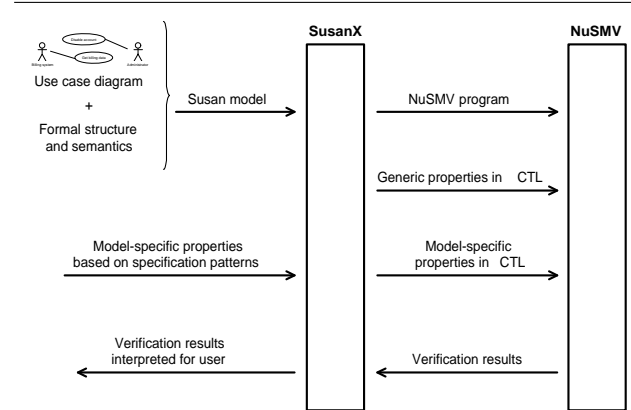 SusanX
NuSMV
Disable account
Get billing data
Billing system
Administrator
Use case diagram
+
Formal structure
and semantics
Susan model
NuSMV program
Generic properties in CTL
Model-specific properties
based on specification patterns
Model-specific
properties in CTL
Verification results
interpreted for user
Verification results